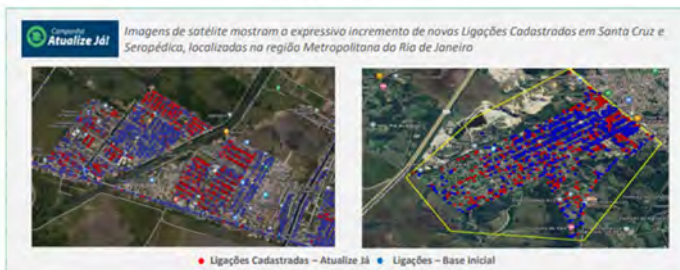 Campanha
Atualize Já!
Imagens de satélite mostram o expressivo incremento de novas Ligações Cadastradas em Santa Cruz e
Seropédica, localizadas na região Metropolitana do Rio de Janeiro
Ligações Cadastradas – Atualize Já
Ligações – Base inicial